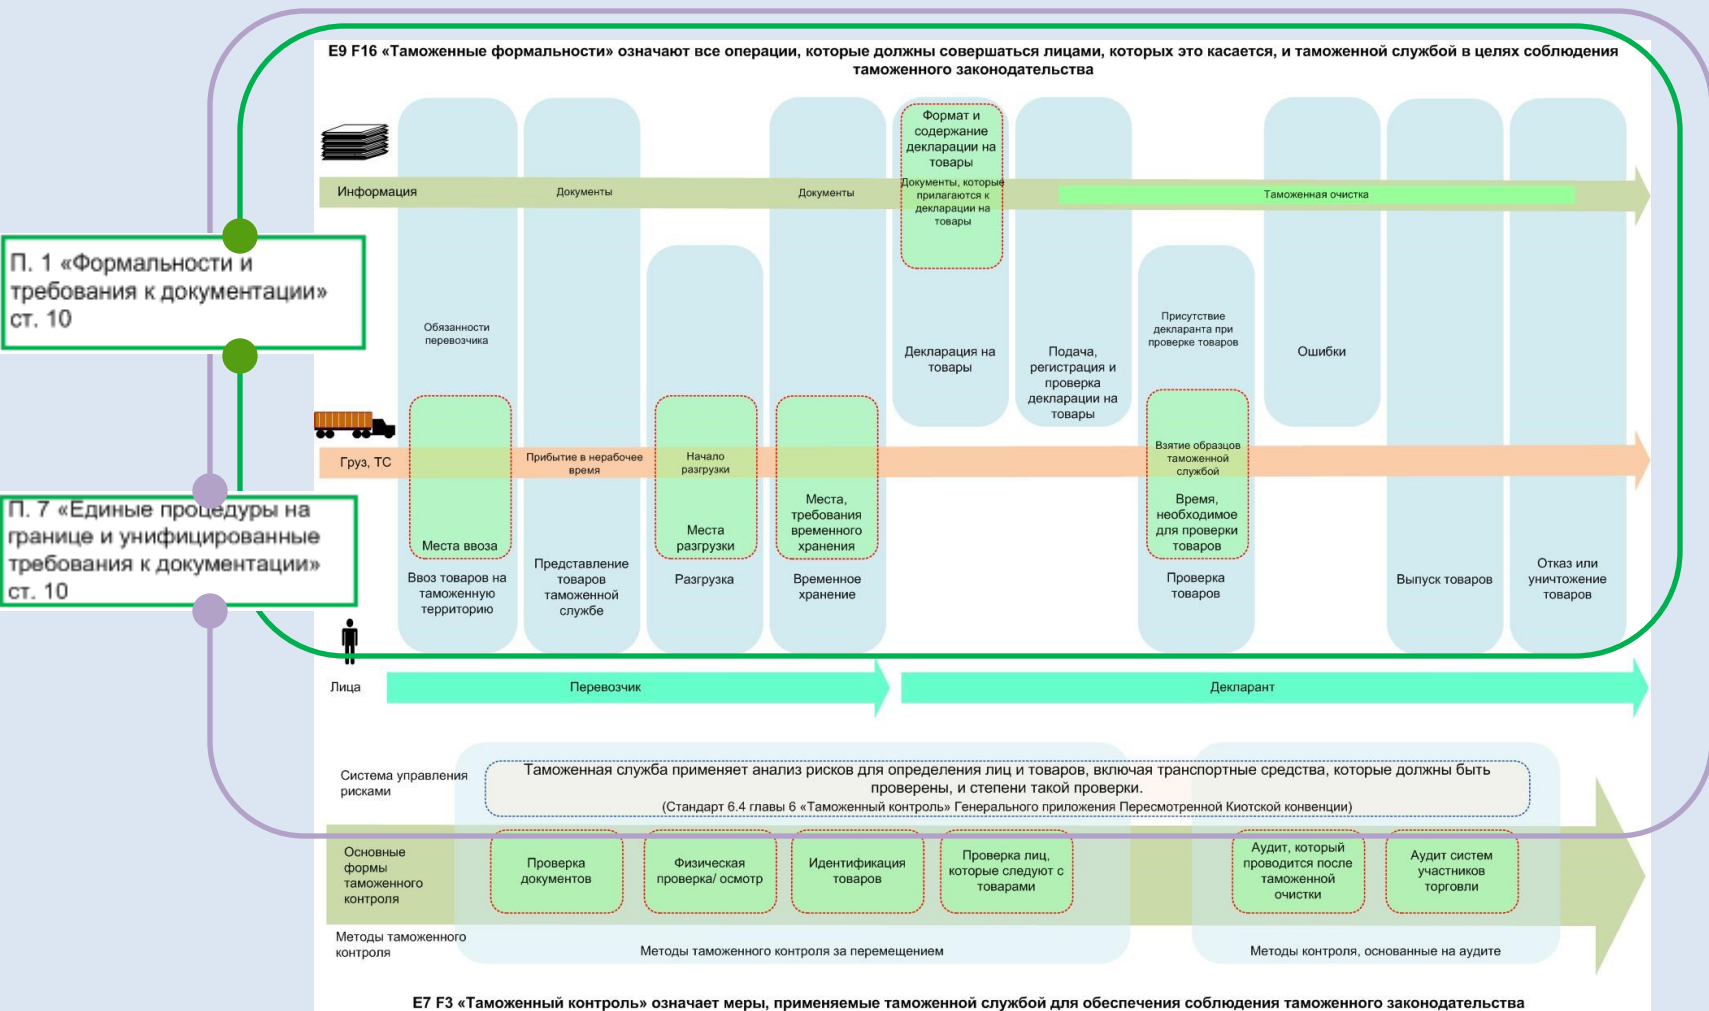 E9 F16 «Таможенные формальности» означают все операции, которые должны совершаться лицами, которых это касается, и таможенной службой в целях соблюдения
таможенного законодательства
Формат и
содержание
декларации на
товары
Информация
Документы
Документы
Документы, которые
прилагаются к
декларации на
товары
Таможенная очистка
П. 1 «Формальности и
требования к документации»
ст. 10
Обязанности
перевозчика
Декларация на
товары
Подача,
регистрация и
проверка
декларации на
товары
Присутствие
декларанта при
проверке товаров
Ошибки
Груз, ТС
Прибытие в нерабочее
время
Начало
разгрузки
Взятие образцов
таможенной
службой
П. 7 «Единые процедуры на
границе и унифицированные
требования к документации»
ст. 10
Места ввоза
Места
разгрузки
Места,
требования
временного
хранения
Время,
необходимое
для проверки
товаров
Ввоз товаров на
таможенную
территорию
Представление
товаров
таможенной
службе
Разгрузка
Временное
хранение
Проверка
товаров
Выпуск товаров
Отказ или
уничтожение
товаров
Лица
Перевозчик
Декларант
Система управления
рисками
Таможенная служба применяет анализ рисков для определения лиц и товаров, включая транспортные средства, которые должны быть
проверены, и степени такой проверки.
(Стандарт 6.4 главы 6 «Таможенный контроль» Генерального приложения Пересмотренной Киотской конвенции)
Основные
формы
таможенного
контроля
Проверка
документов
Физическая
проверка/ осмотр
Идентификация
товаров
Проверка лиц,
которые следуют с
товарами
Аудит, который
проводится после
таможенной
очистки
Аудит систем
участников
торговли
Методы таможенного
контроля
Методы таможенного контроля за перемещением
Методы контроля, основанные на аудите
E7 F3 «Таможенный контроль» означает меры, применяемые таможенной службой для обеспечения соблюдения таможенного законодательства